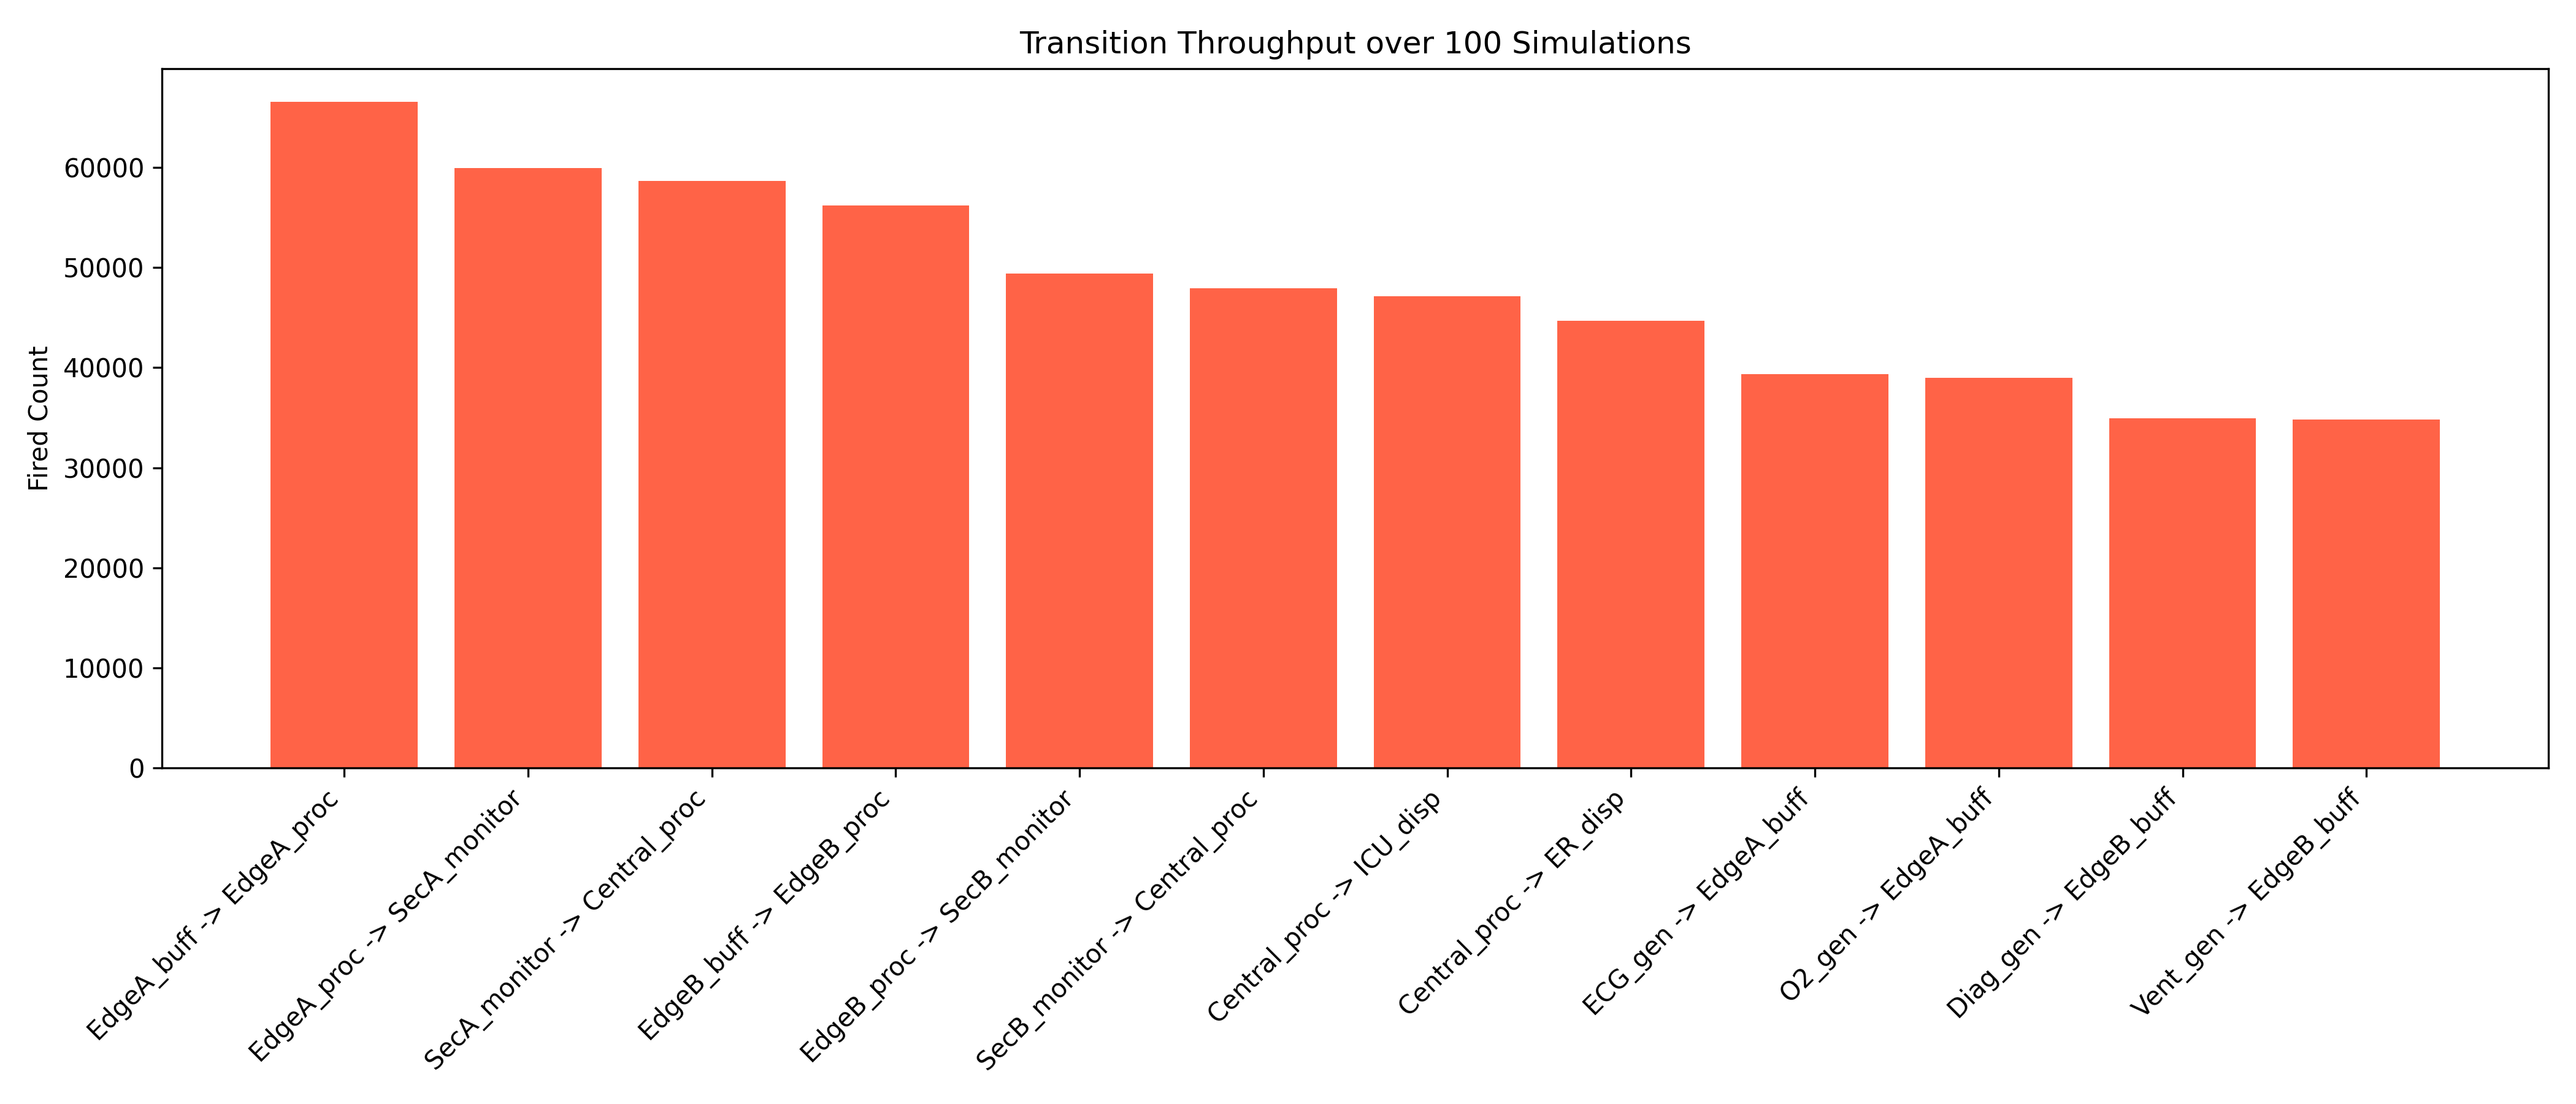 Transition Throughput over 100 Simulations
Fired Count
60000
50000
40000
30000
20000
10000
0
EdgeA_buff -> EdgeA_proc
EdgeA_proc -> SecA_monitor
SecA_monitor -> Central_proc
EdgeB_buff -> EdgeB_proc
EdgeB_proc -> SecB_monitor
SecB_monitor -> Central_proc
Central_proc -> ICU_disp
Central_proc -> ER_disp
ECG_gen -> EdgeA_buff
O2_gen -> EdgeA_buff
Diag_gen -> EdgeB_buff
Vent_gen -> EdgeB_buff